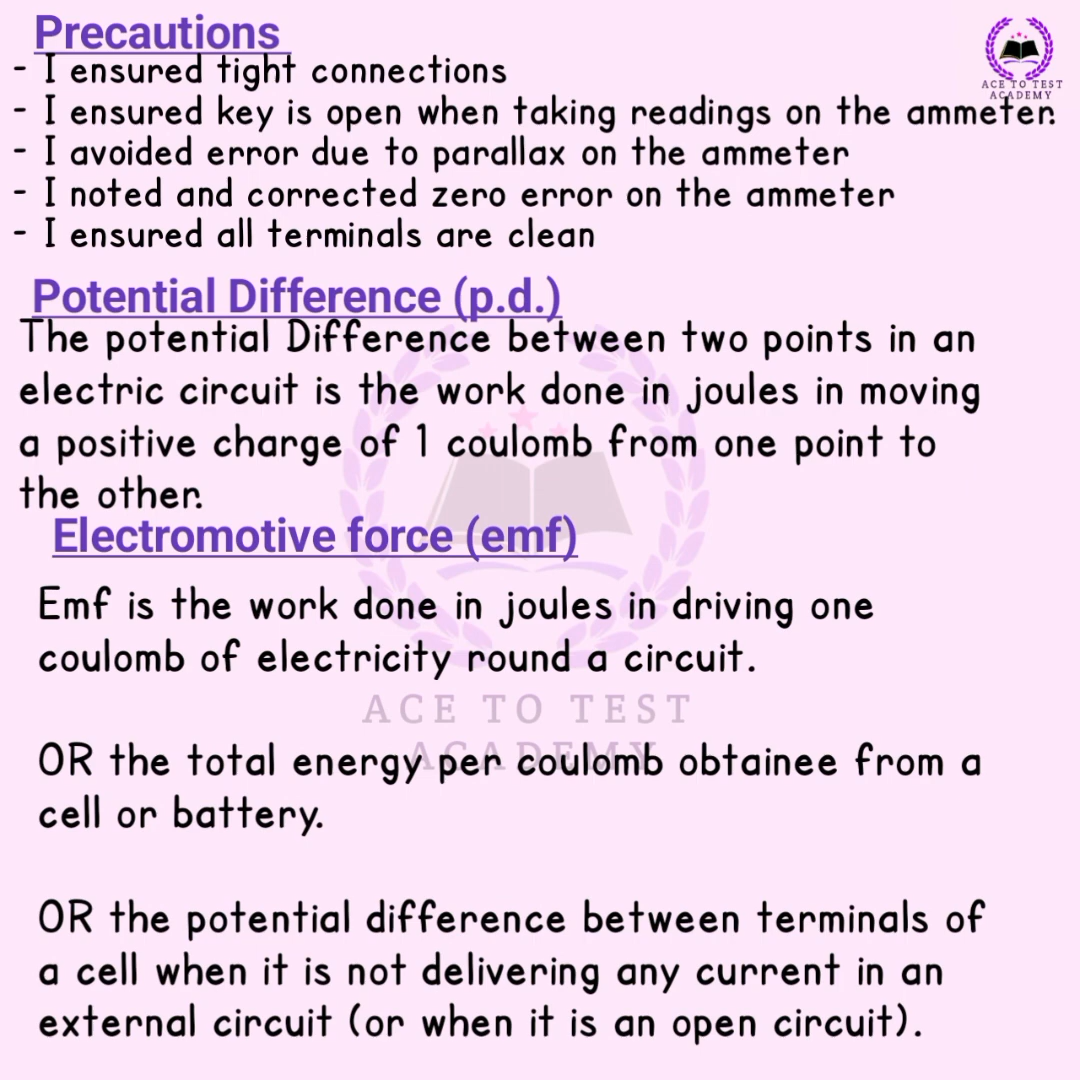 Precautions
- I ensured tight connections
- I ensured key is open when taking readings on the ammeter.
- I avoided error due to parallax on the ammeter
- I noted and corrected zero error on the ammeter
- I ensured all terminals are clean
ACE TO TEST
ACADEMY
Potential Difference (p.d.)
The potential Difference between two points in an
electric circuit is the work done in joules in moving
a positive charge of 1 coulomb from one point to
the other.
Electromotive force (emf)
Emf is the work done in joules in driving one
coulomb of electricity round a circuit.
ACE TO TEST
ACADEMY
OR the total energy per coulomb obtainee from a
cell or battery.
OR the potential difference between terminals of
a cell when it is not delivering any current in an
external circuit (or when it is an open circuit).